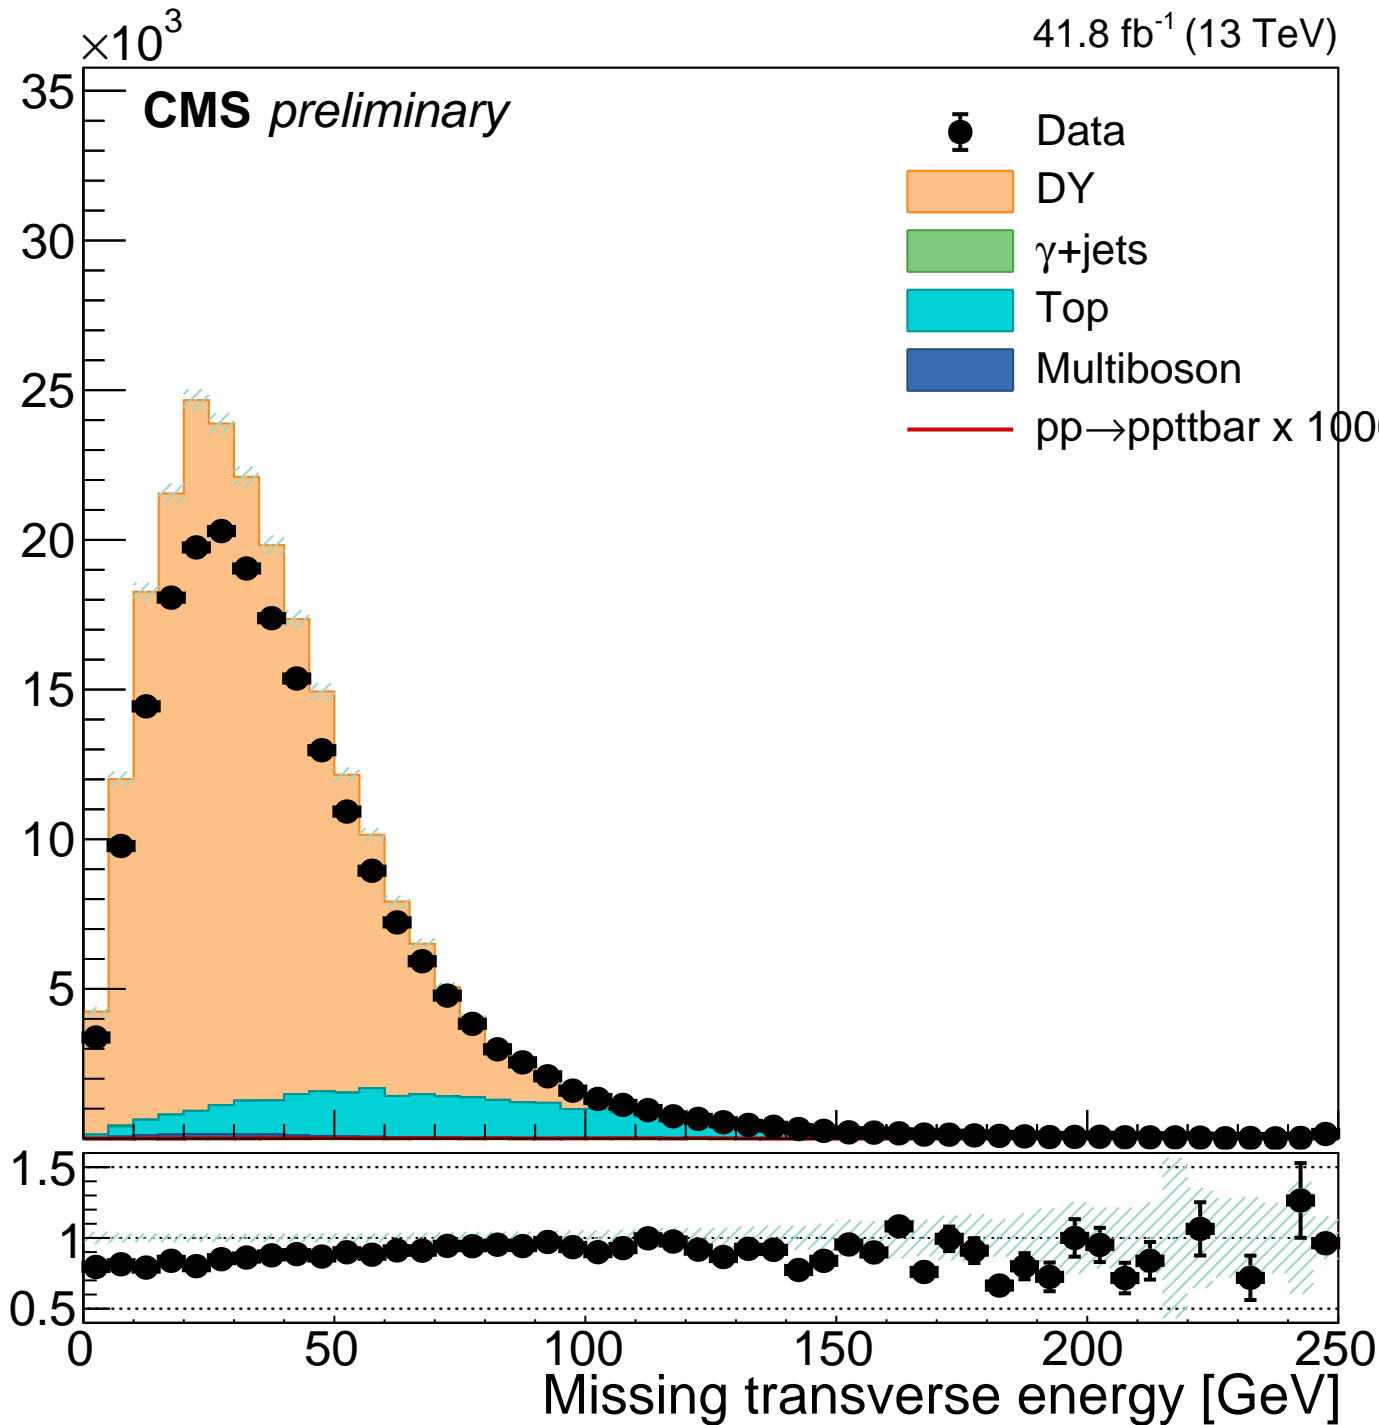 ×10³
41.8 fb⁻¹ (13 TeV)
CMS preliminary
35
30
25
20
15
10
5
Data
DY
γ+jets
Top
Multiboson
pp→ppttbar x 100
1.5
1
0.5
0 50 100 150 200 250
Missing transverse energy [GeV]